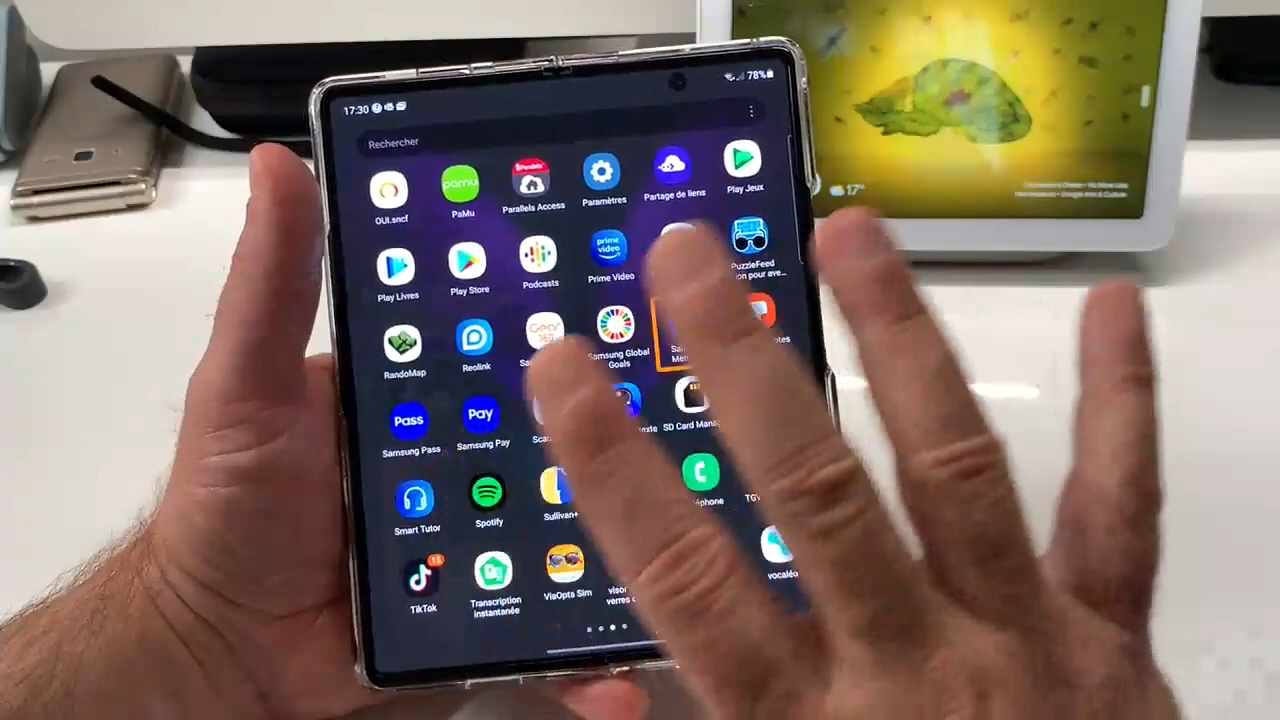 17:30
78%
Rechercher
OUI.sncf
PaMu
Parallels Access
Paramètres
Partage de liens
Play Jeux
Play Livres
Play Store
Podcasts
Prime Video
PuzzleFeed
RandoMap
Reolink
Samsung Global
Goals
Samsung Pass
Samsung Pay
SD Card
Smart Tutor
Spotify
Sullivan+
TikTok
15
Transcription
instantanée
ViaOpta Sim
17°